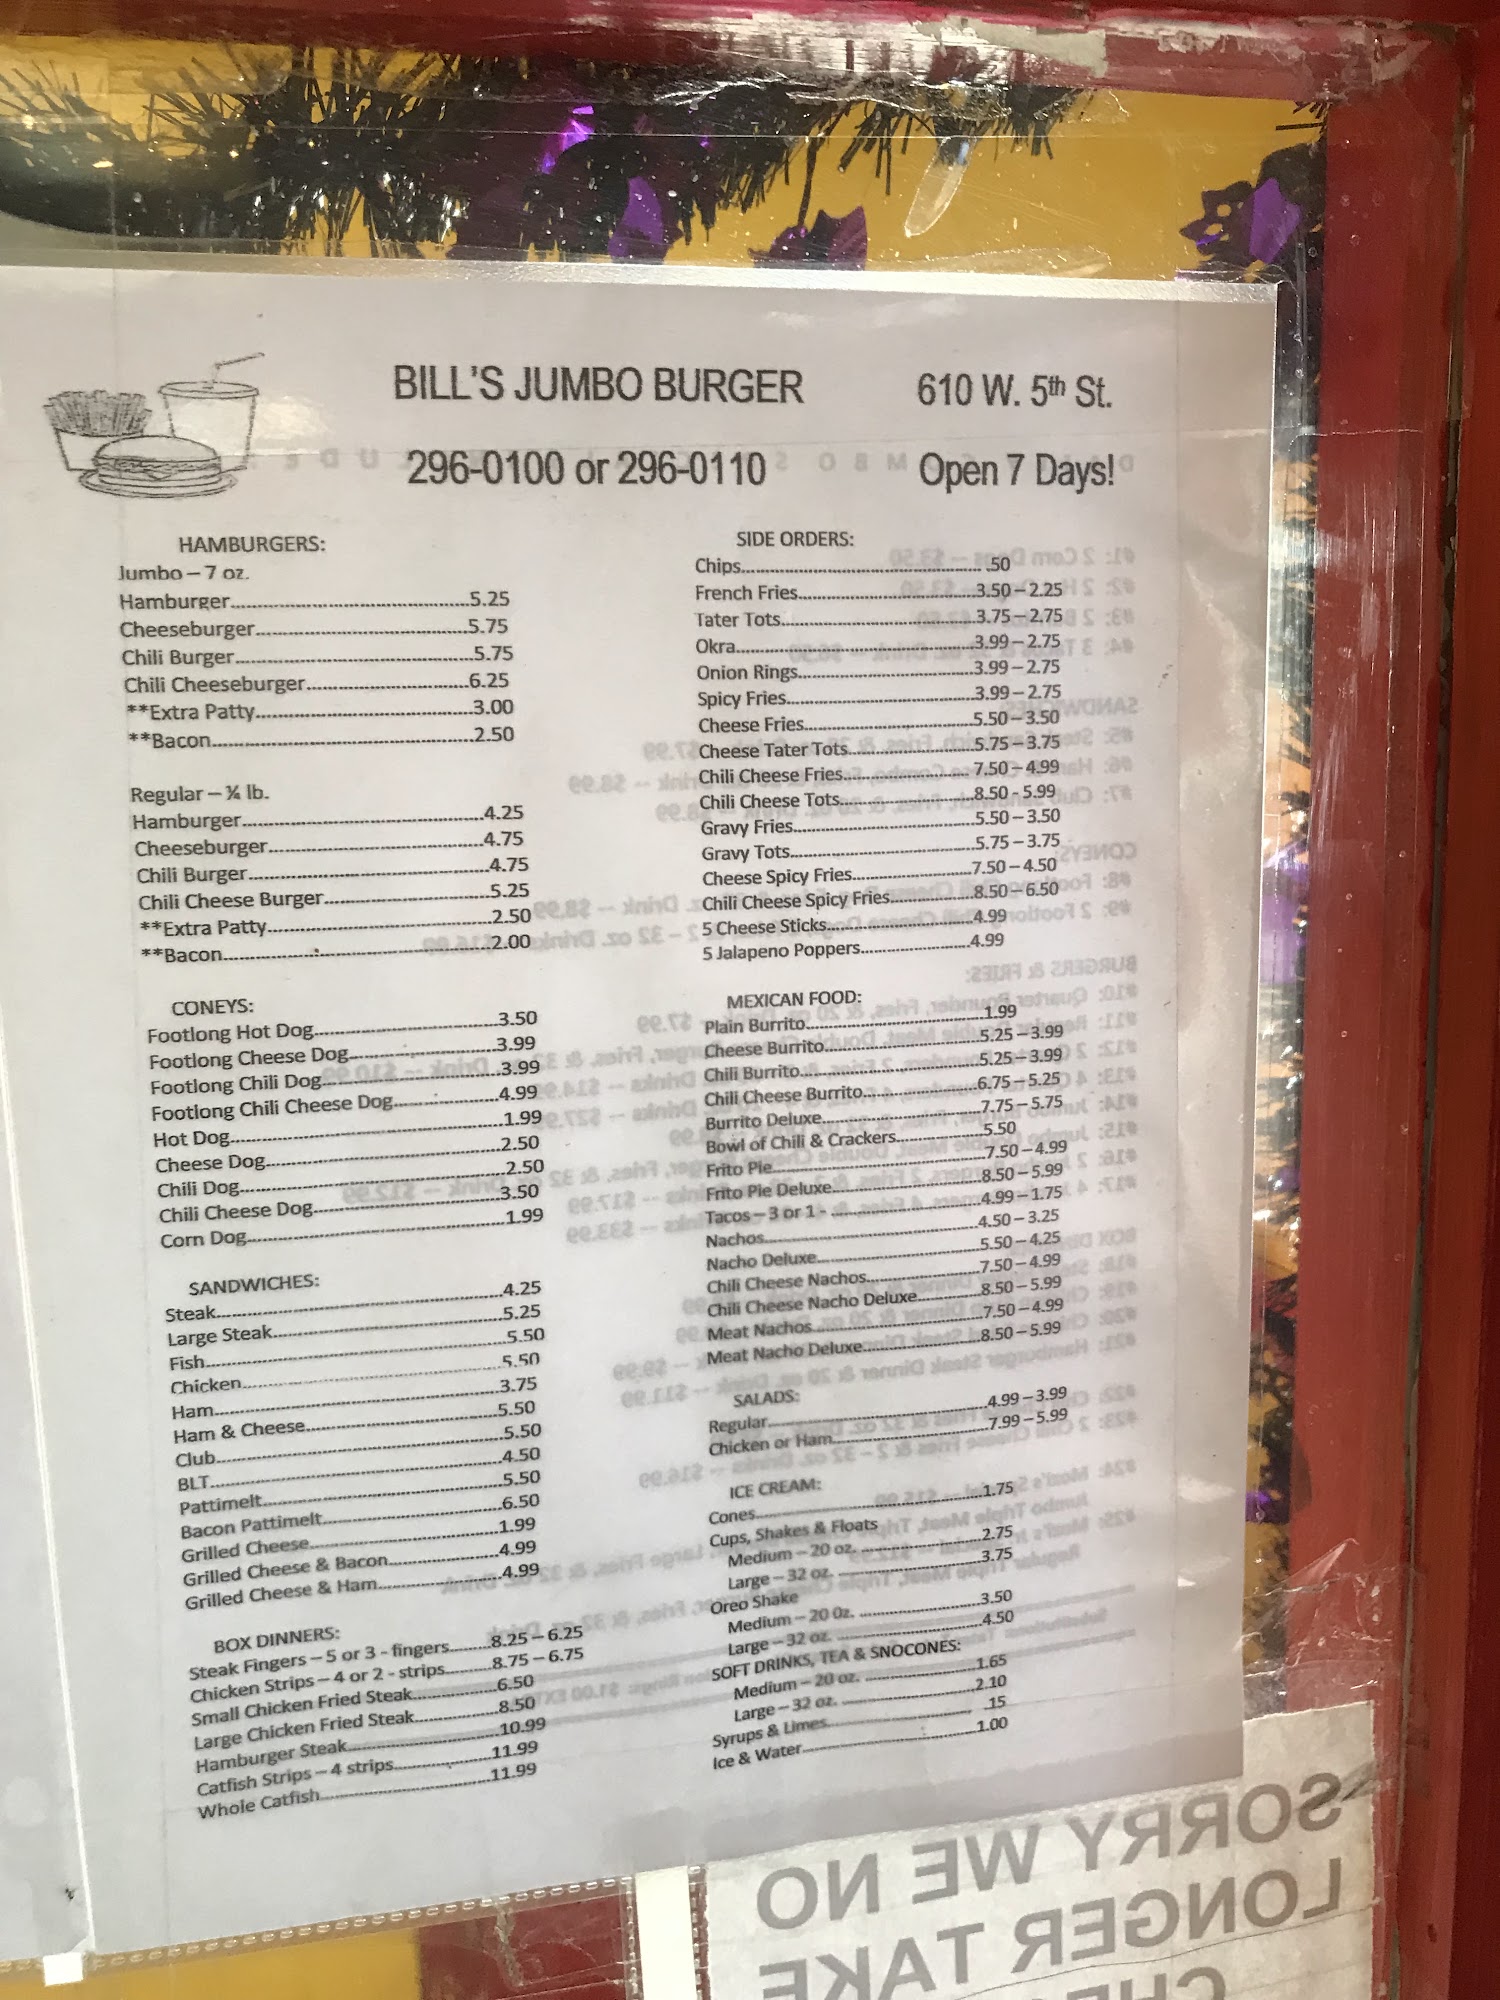 BILL'S JUMBO BURGER 610 W. 5th St.
296-0100 or 296-0110 Open 7 Days!
HAMBURGERS:
Jumbo – 7 oz.
Hamburger 5.25
Cheeseburger 5.75
Chili Burger 5.75
Chili Cheeseburger 6.25
**Extra Patty 3.00
**Bacon 2.50
Regular – ¼ lb.
Hamburger 4.25
Cheeseburger 4.75
Chili Burger 4.75
Chili Cheese Burger 5.25
**Extra Patty 2.50
**Bacon 2.00
CONEYS:
Footlong Hot Dog 3.50
Footlong Cheese Dog 3.99
Footlong Chili Dog 3.99
Footlong Chili Cheese Dog 4.99
Hot Dog 1.99
Cheese Dog 2.50
Chili Dog 2.50
Chili Cheese Dog 3.50
Corn Dog 1.99
SANDWICHES:
Steak 4.25
Large Steak 5.25
Fish 5.50
Chicken 5.50
Ham 3.75
Ham & Cheese 5.50
Club 5.50
BLT 4.50
Pattimelt 5.50
Bacon Pattimelt 6.50
Grilled Cheese 1.99
Grilled Cheese & Bacon 4.99
Grilled Cheese & Ham 4.99
BOX DINNERS:
Steak Fingers – 5 or 3 - fingers 8.25 – 6.25
Chicken Strips – 4 or 2 - strips 8.75 – 6.75
Small Chicken Fried Steak 6.50
Large Chicken Fried Steak 8.50
Hamburger Steak 10.99
Catfish Strips – 4 strips 11.99
Whole Catfish 11.99
SIDE ORDERS:
Chips .50
French Fries 3.50 – 2.25
Tater Tots 3.75 – 2.75
Okra 3.99 – 2.75
Onion Rings 3.99 – 2.75
Spicy Fries 3.99 – 2.75
Cheese Fries 5.50 – 3.50
Cheese Tater Tots 5.75 – 3.75
Chili Cheese Fries 7.50 – 4.99
Chili Cheese Tots 8.50 - 5.99
Gravy Fries 5.50 – 3.50
Gravy Tots 5.75 – 3.75
Cheese Spicy Fries 7.50 – 4.50
Chili Cheese Spicy Fries 8.50 – 6.50
5 Cheese Sticks 4.99
5 Jalapeno Poppers 4.99
MEXICAN FOOD:
Plain Burrito 1.99
Cheese Burrito 5.25 – 3.99
Chili Burrito 5.25 – 3.99
Chili Cheese Burrito 6.75 – 5.25
Burrito Deluxe 7.75 – 5.75
Bowl of Chili & Crackers 5.50
Frito Pie 7.50 – 4.99
Frito Pie Deluxe 8.50 – 5.99
Tacos – 3 or 1 - 4.99 – 1.75
Nachos 4.50 – 3.25
Nacho Deluxe 5.50 – 4.25
Chili Cheese Nachos 7.50 – 4.99
Chili Cheese Nacho Deluxe 8.50 – 5.99
Meat Nachos 7.50 – 4.99
Meat Nacho Deluxe 8.50 – 5.99
SALADS:
Regular 4.99 – 3.99
Chicken or Ham 7.99 – 5.99
ICE CREAM:
Cones 1.75
Cups, Shakes & Floats
Medium – 20 oz. 2.75
Large – 32 oz. 3.75
Oreo Shake
Medium – 20 Oz. 3.50
Large – 32 oz. 4.50
SOFT DRINKS, TEA & SNOCONES:
Medium – 20 oz. 1.65
Large – 32 oz. 2.10
Syrups & Limes .15
Ice & Water 1.00
SORRY WE NO
LONGER TAKE